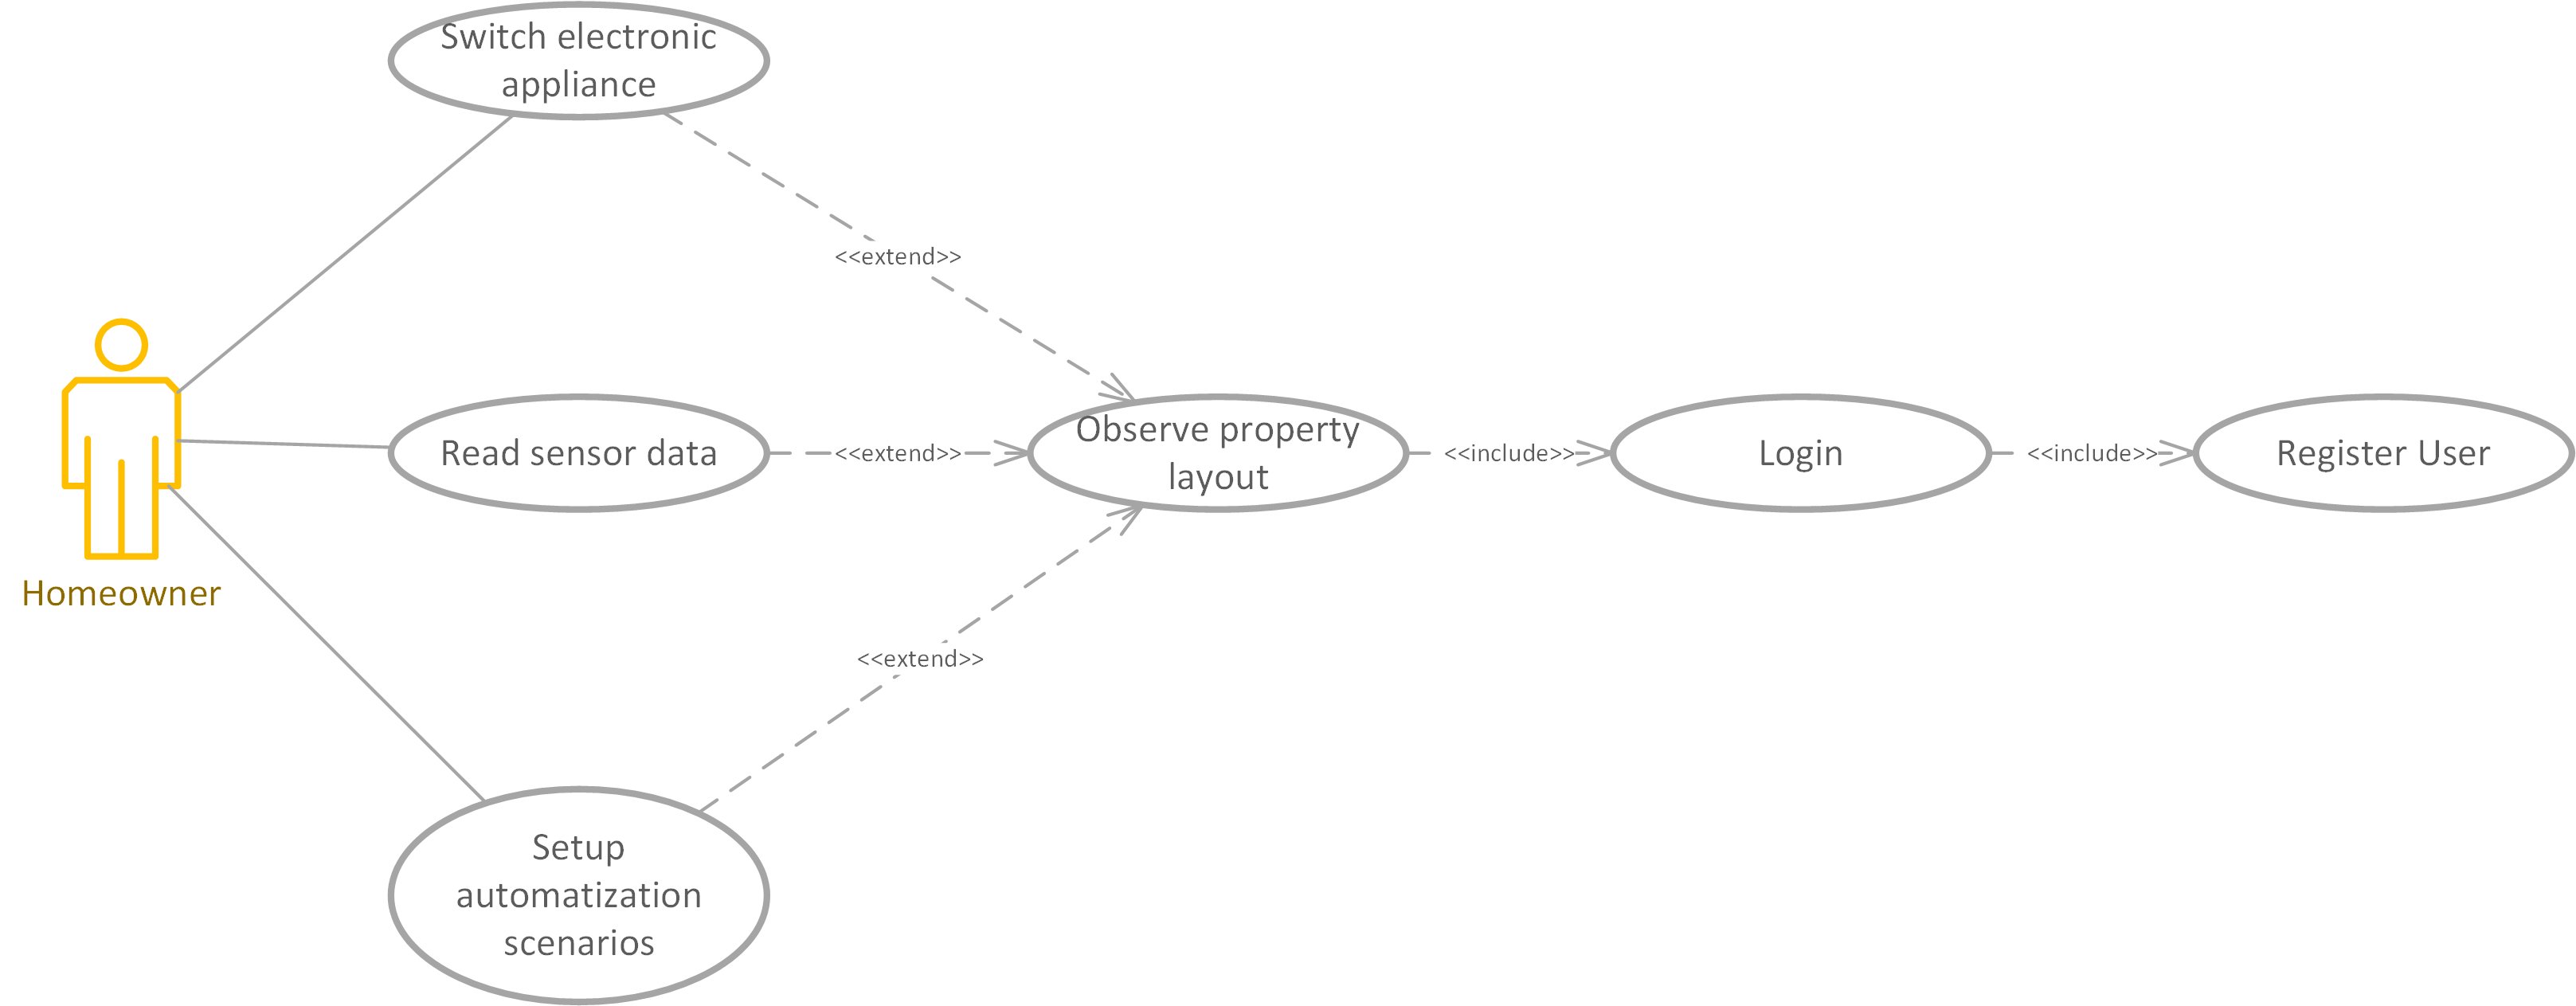 Switch electronic
appliance
<<extend>>
Homeowner
Read sensor data
<<extend>>
Observe property
layout
<<include>>
Login
<<include>>
Register User
<<extend>>
Setup
automatization
scenarios